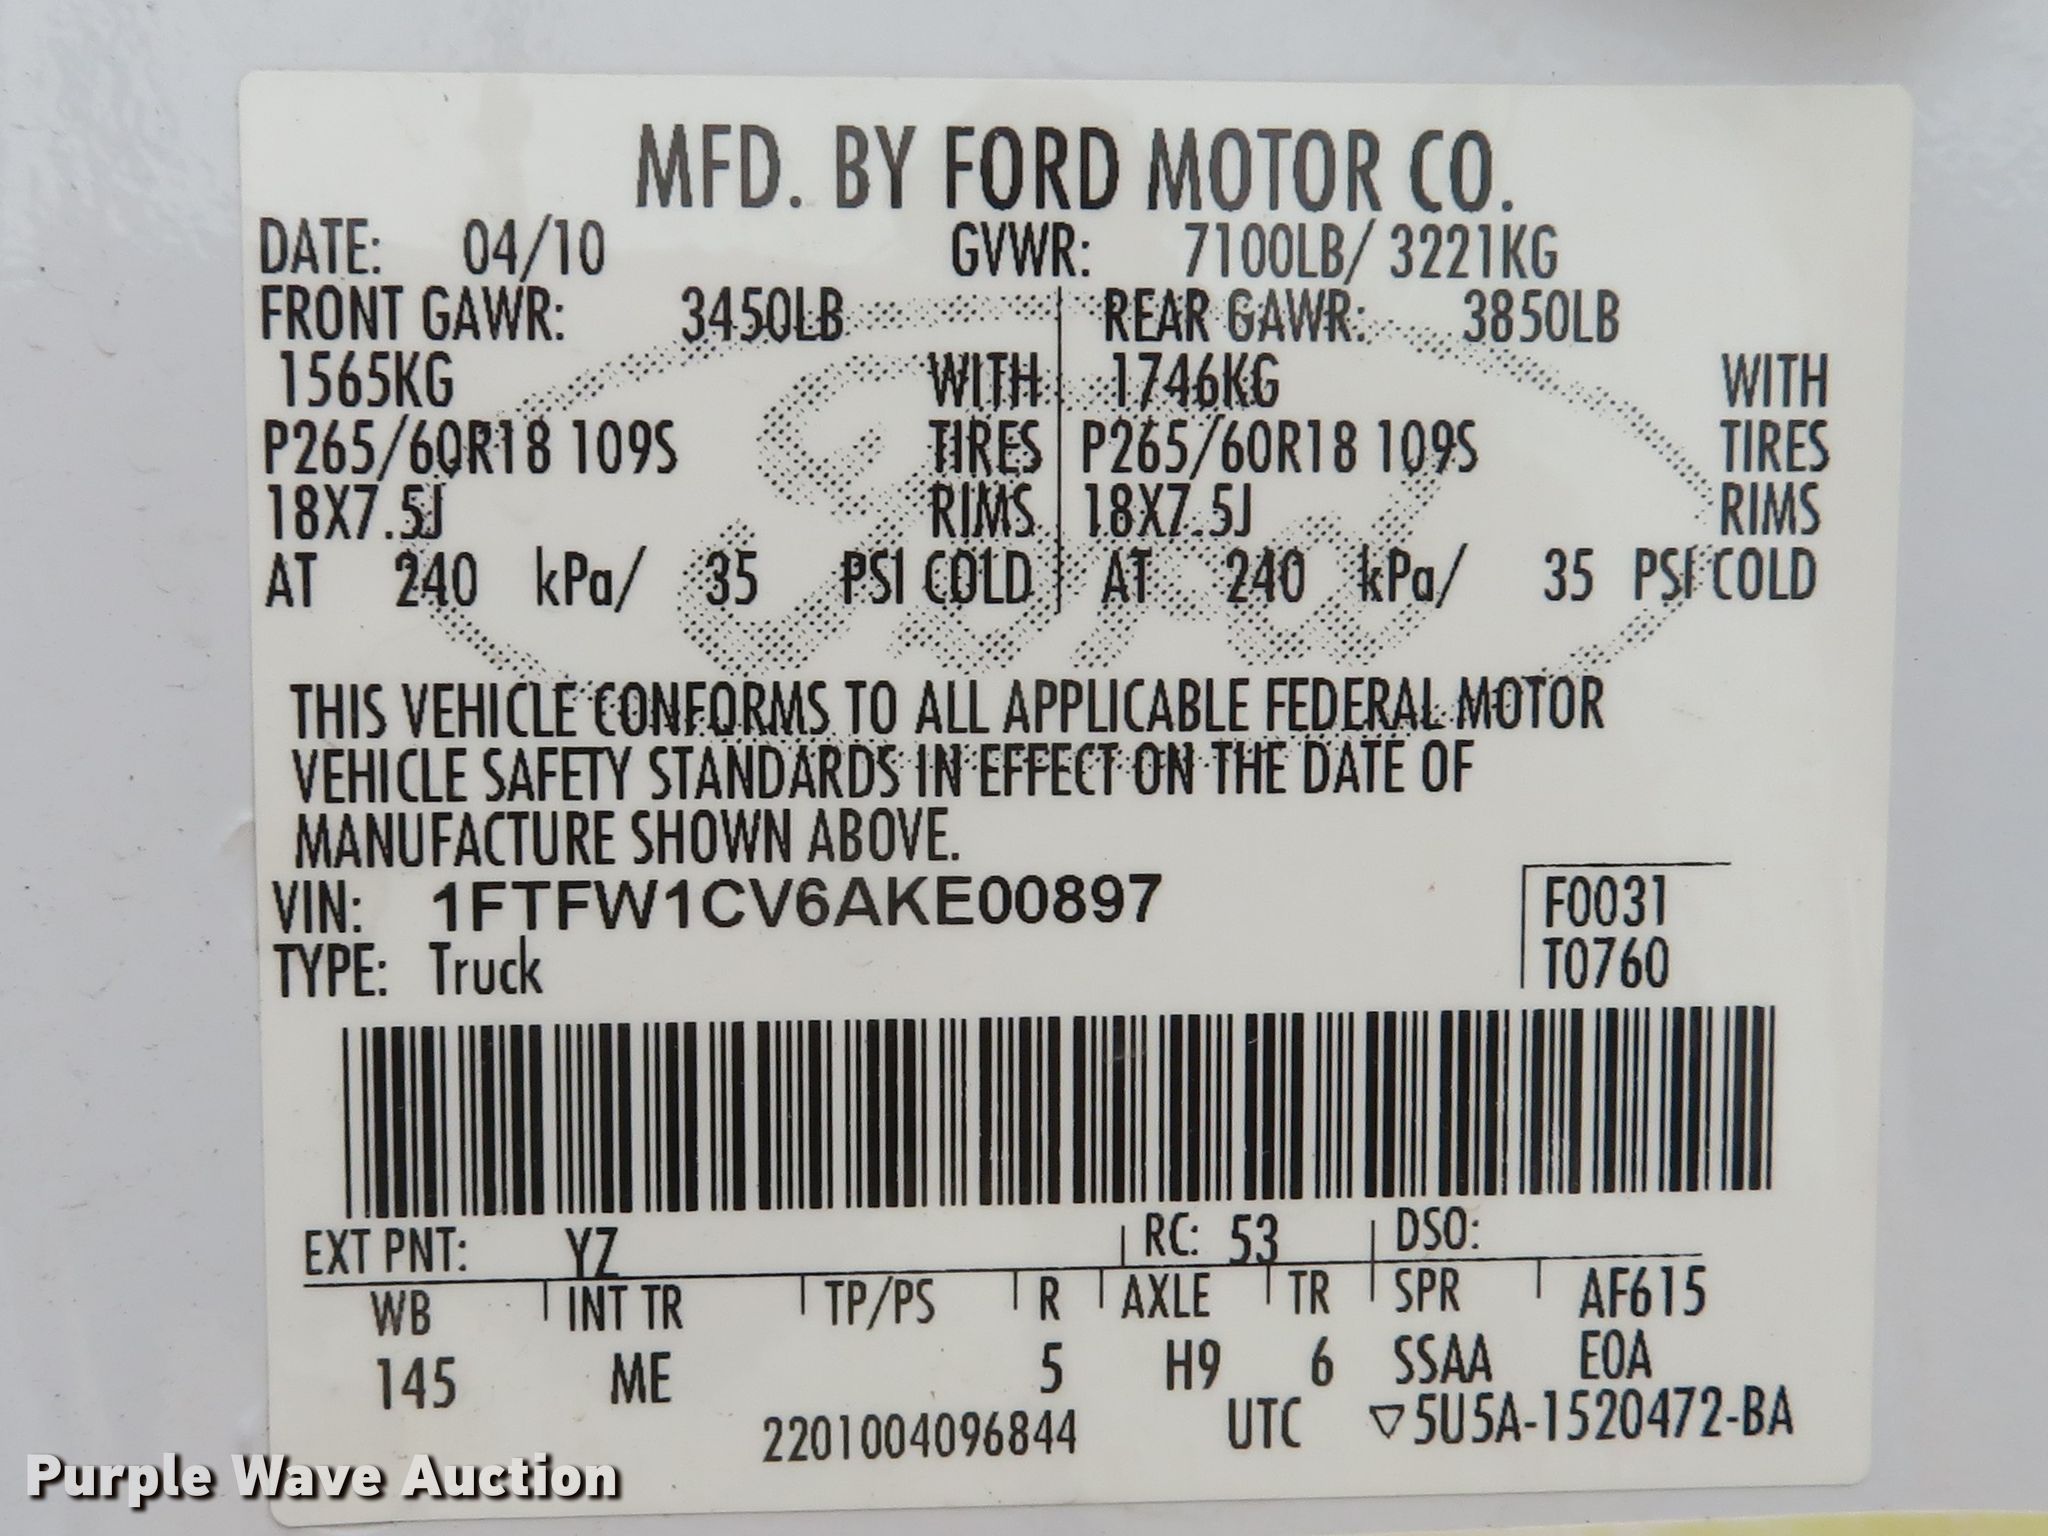 MFD. BY FORD MOTOR CO.
DATE: 04/10 GVWR: 7100LB/ 3221KG
FRONT GAWR: 3450LB REAR GAWR: 3850LB
1565KG WITH 1746KG WITH
P265/60R18 109S TIRES P265/60R18 109S TIRES
18X7.5J RIMS 18X7.5J RIMS
AT 240 kPa/ 35 PSI COLD AT 240 kPa/ 35 PSI COLD
Ford
THIS VEHICLE CONFORMS TO ALL APPLICABLE FEDERAL MOTOR
VEHICLE SAFETY STANDARDS IN EFFECT ON THE DATE OF
MANUFACTURE SHOWN ABOVE.
VIN: 1FTFW1CV6AKE00897 F0031
TYPE: Truck T0760
EXT PNT: YZ RC: 53 DSO:
WB INT TR TP/PS R AXLE TR SPR AF615
145 ME 5 H9 6 SSAA E0A
2201004096844 UTC ▽5U5A-1520472-BA
Purple Wave Auction